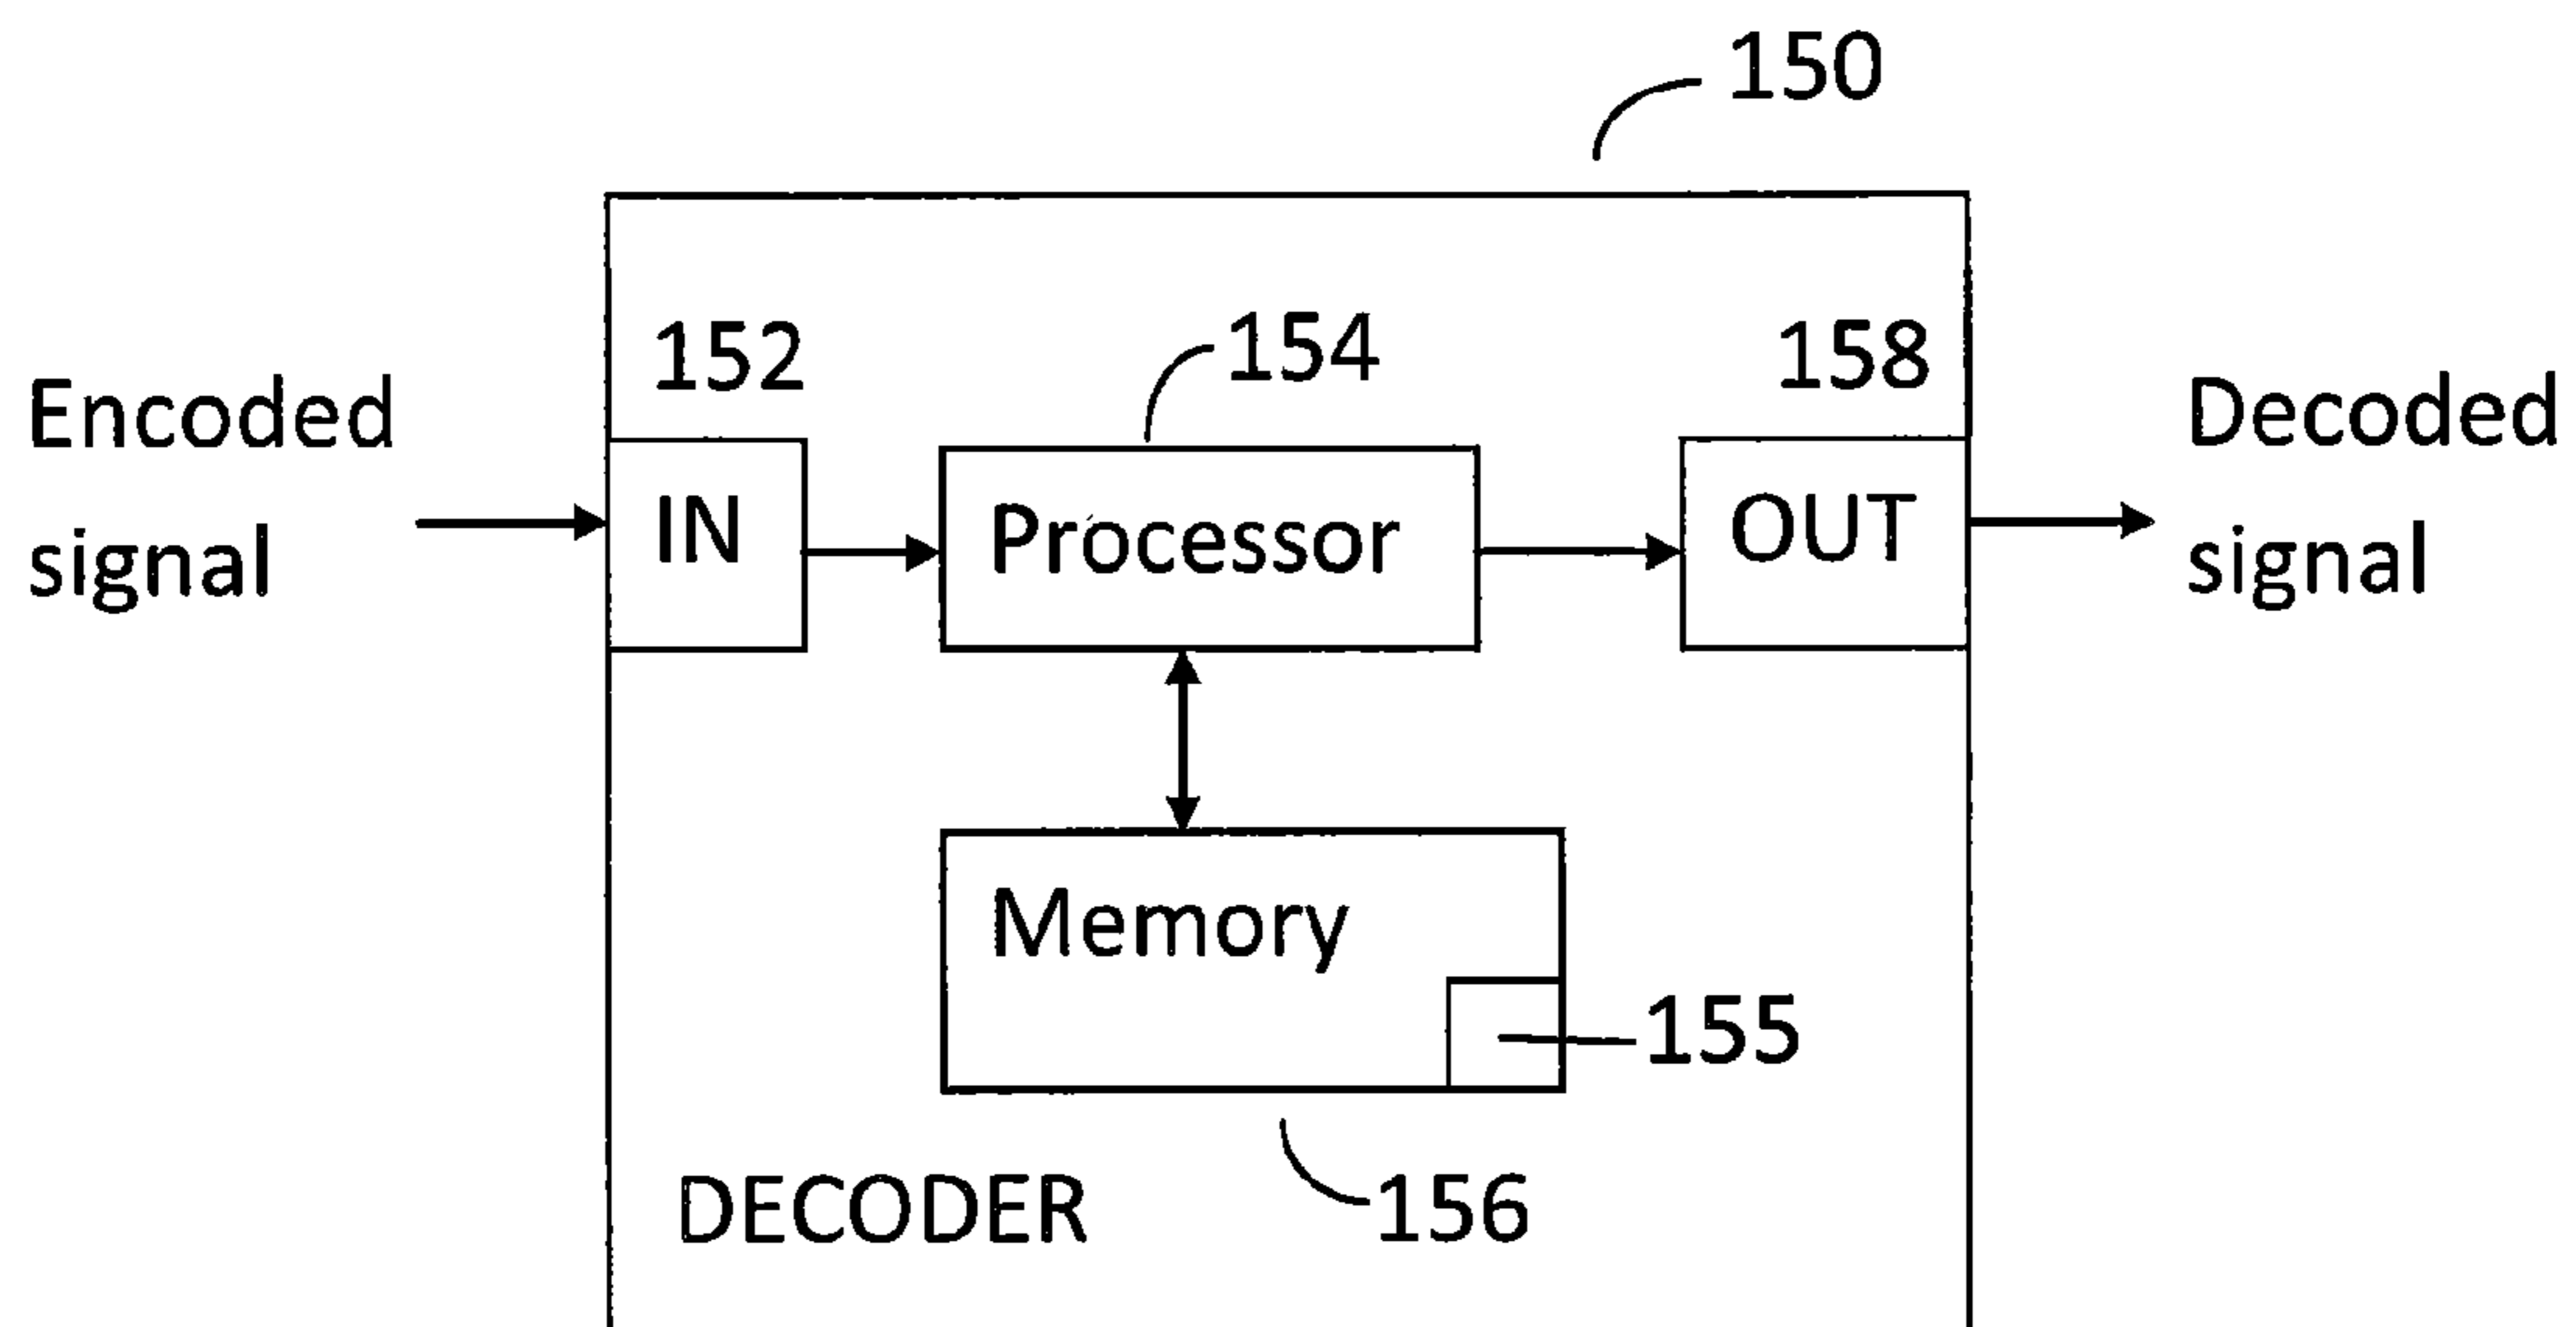 150
152
154
158
Encoded
signal
IN
Processor
OUT
Decoded
signal
Memory
155
DECODER
156